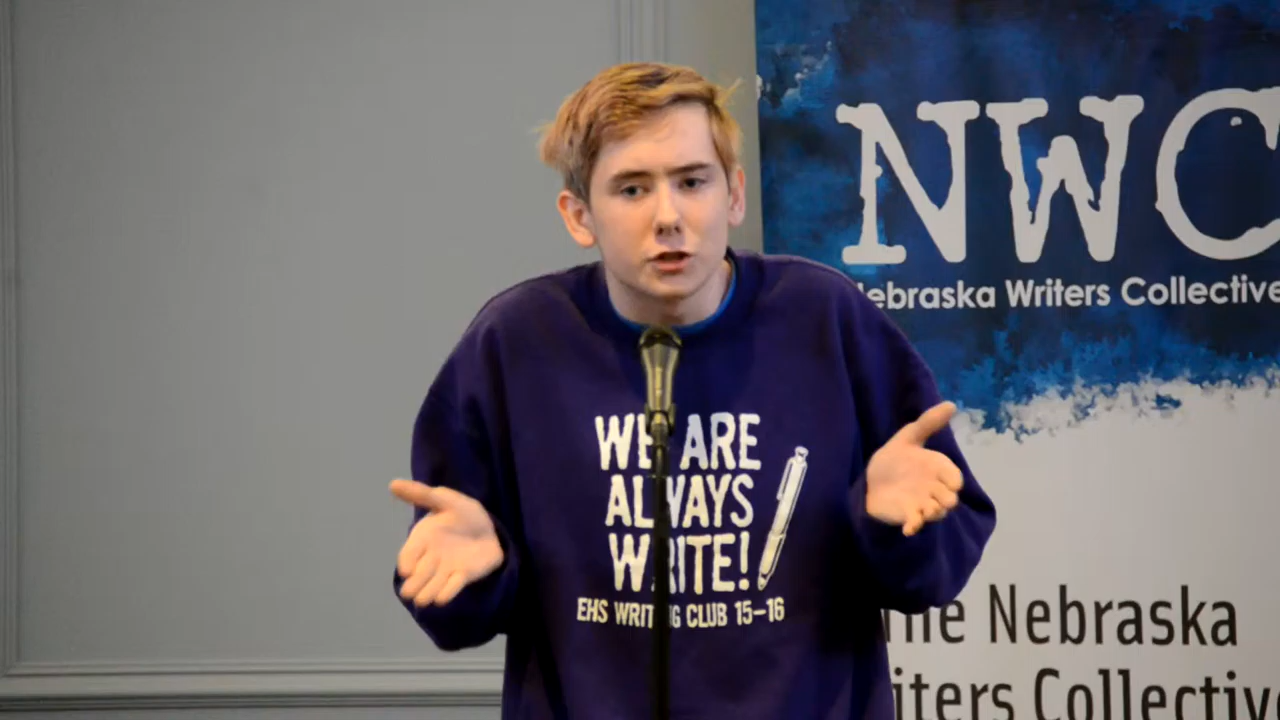 NWC
Nebraska Writers Collective
WE ARE
ALWAYS
WRITE!
EHS WRITING CLUB 15-16
The Nebraska
Writers Collective